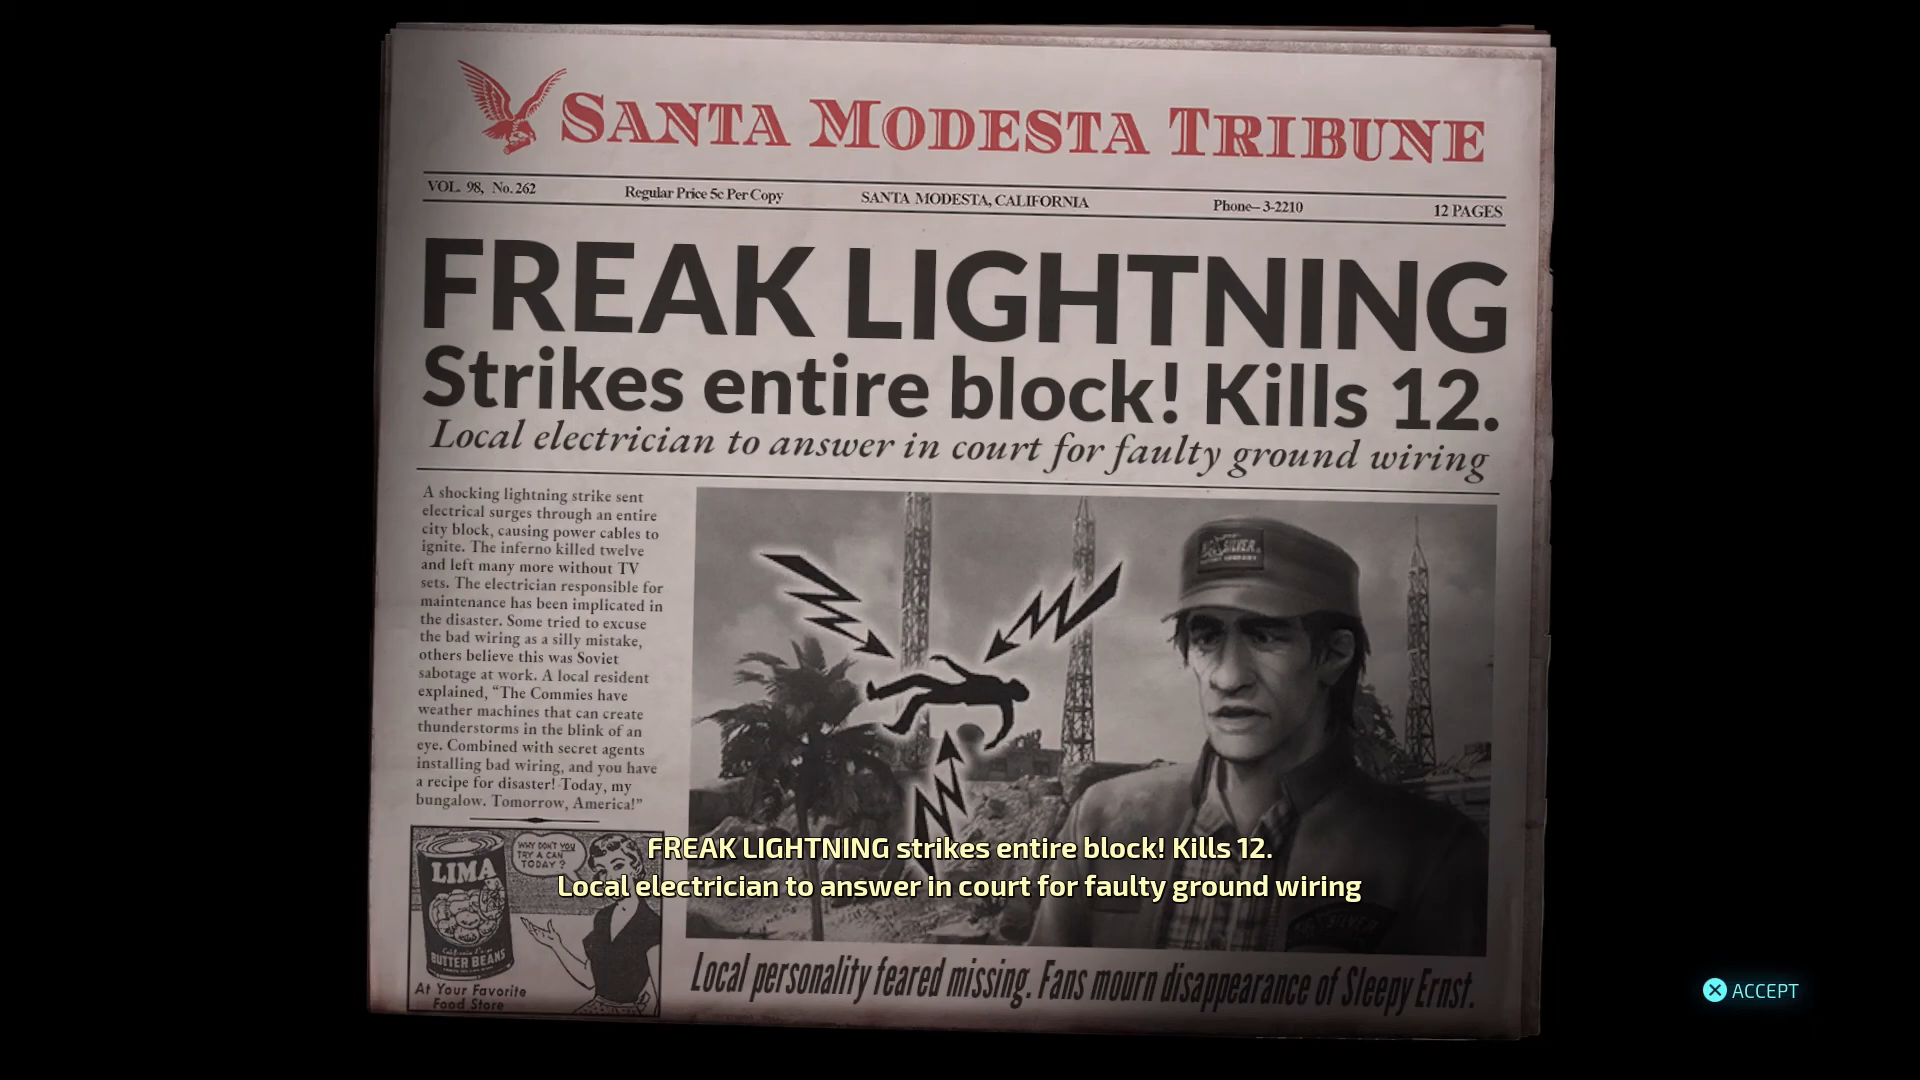 SANTA MODESTA TRIBUNE
VOL. 98, No. 262
Regular Price 5c Per Copy
SANTA MODESTA, CALIFORNIA
Phone–3-2210
12 PAGES
FREAK LIGHTNING
Strikes entire block! Kills 12.
Local electrician to answer in court for faulty ground wiring
A shocking lightning strike sent
electrical surges through an entire
city block, causing power cables to
ignite. The inferno killed twelve
and left many more without TV
sets. The electrician responsible for
maintenance has been implicated in
the disaster. Some tried to excuse
the bad wiring as a silly mistake,
others believe this was Soviet
sabotage at work. A local resident
explained, “The Commies have
weather machines that can create
thunderstorms in the blink of an
eye. Combined with secret agents
installing bad wiring, and you have
a recipe for disaster! Today, my
bungalow. Tomorrow, America!”
LIMA
BUTTER BEANS
WHY DON'T YOU
TRY A CAN
TODAY?
At Your Favorite
Food Store
SILVER
SILVER
FREAK LIGHTNING strikes entire block! Kills 12.
Local electrician to answer in court for faulty ground wiring
Local personality feared missing. Fans mourn disappearance of Sleepy Ernst.
ACCEPT